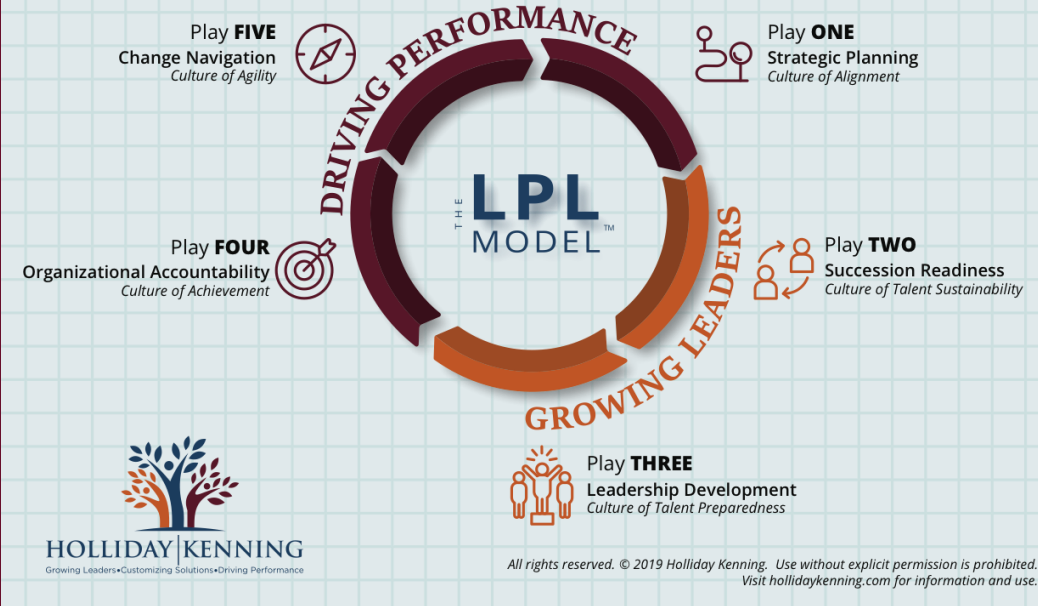 DRIVING PERFORMANCE
Play FIVE
Change Navigation
Culture of Agility
Play ONE
Strategic Planning
Culture of Alignment
THE
LPL
MODEL™
Play FOUR
Organizational Accountability
Culture of Achievement
Play TWO
Succession Readiness
Culture of Talent Sustainability
GROWING LEADERS
Play THREE
Leadership Development
Culture of Talent Preparedness
HOLLIDAY|KENNING
Growing Leaders•Customizing Solutions•Driving Performance
All rights reserved. © 2019 Holliday Kenning. Use without explicit permission is prohibited.
Visit hollidaykenning.com for information and use.